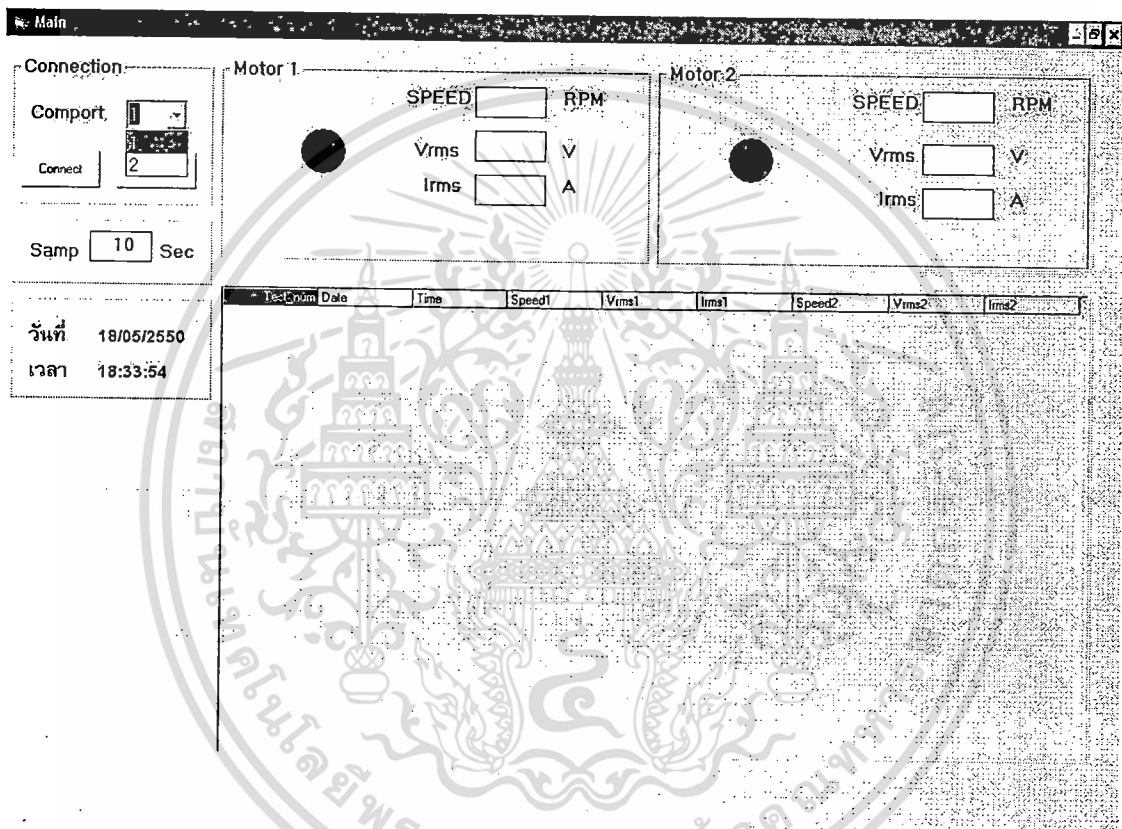 Main
Connection
Comport
1
1
2
Connect
Samp 10 Sec
วันที่ 18/05/2550
เวลา 18:33:54
Motor 1
SPEED RPM
Vrms V
Irms A
Motor 2
SPEED RPM
Vrms V
Irms A
Date Time Speed1 Vrms1 Irms1 Speed2 Vrms2 Irms2